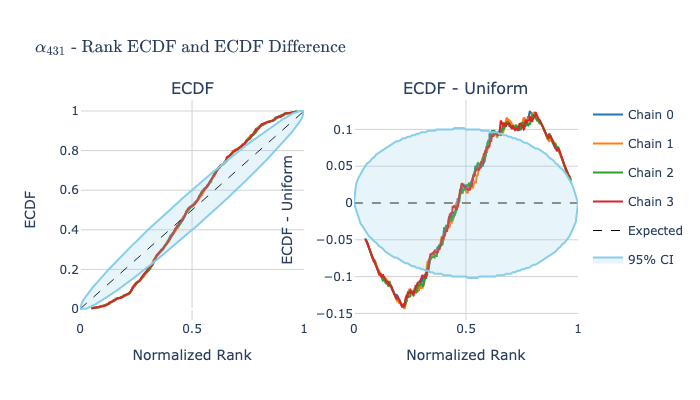 α431 - Rank ECDF and ECDF Difference
ECDF
ECDF - Uniform
ECDF
1
0.8
0.6
0.4
0.2
0
0
0.5
1
Normalized Rank
ECDF - Uniform
0.1
0.05
0
−0.05
−0.1
−0.15
0
0.5
1
Normalized Rank
Chain 0
Chain 1
Chain 2
Chain 3
Expected
95% CI